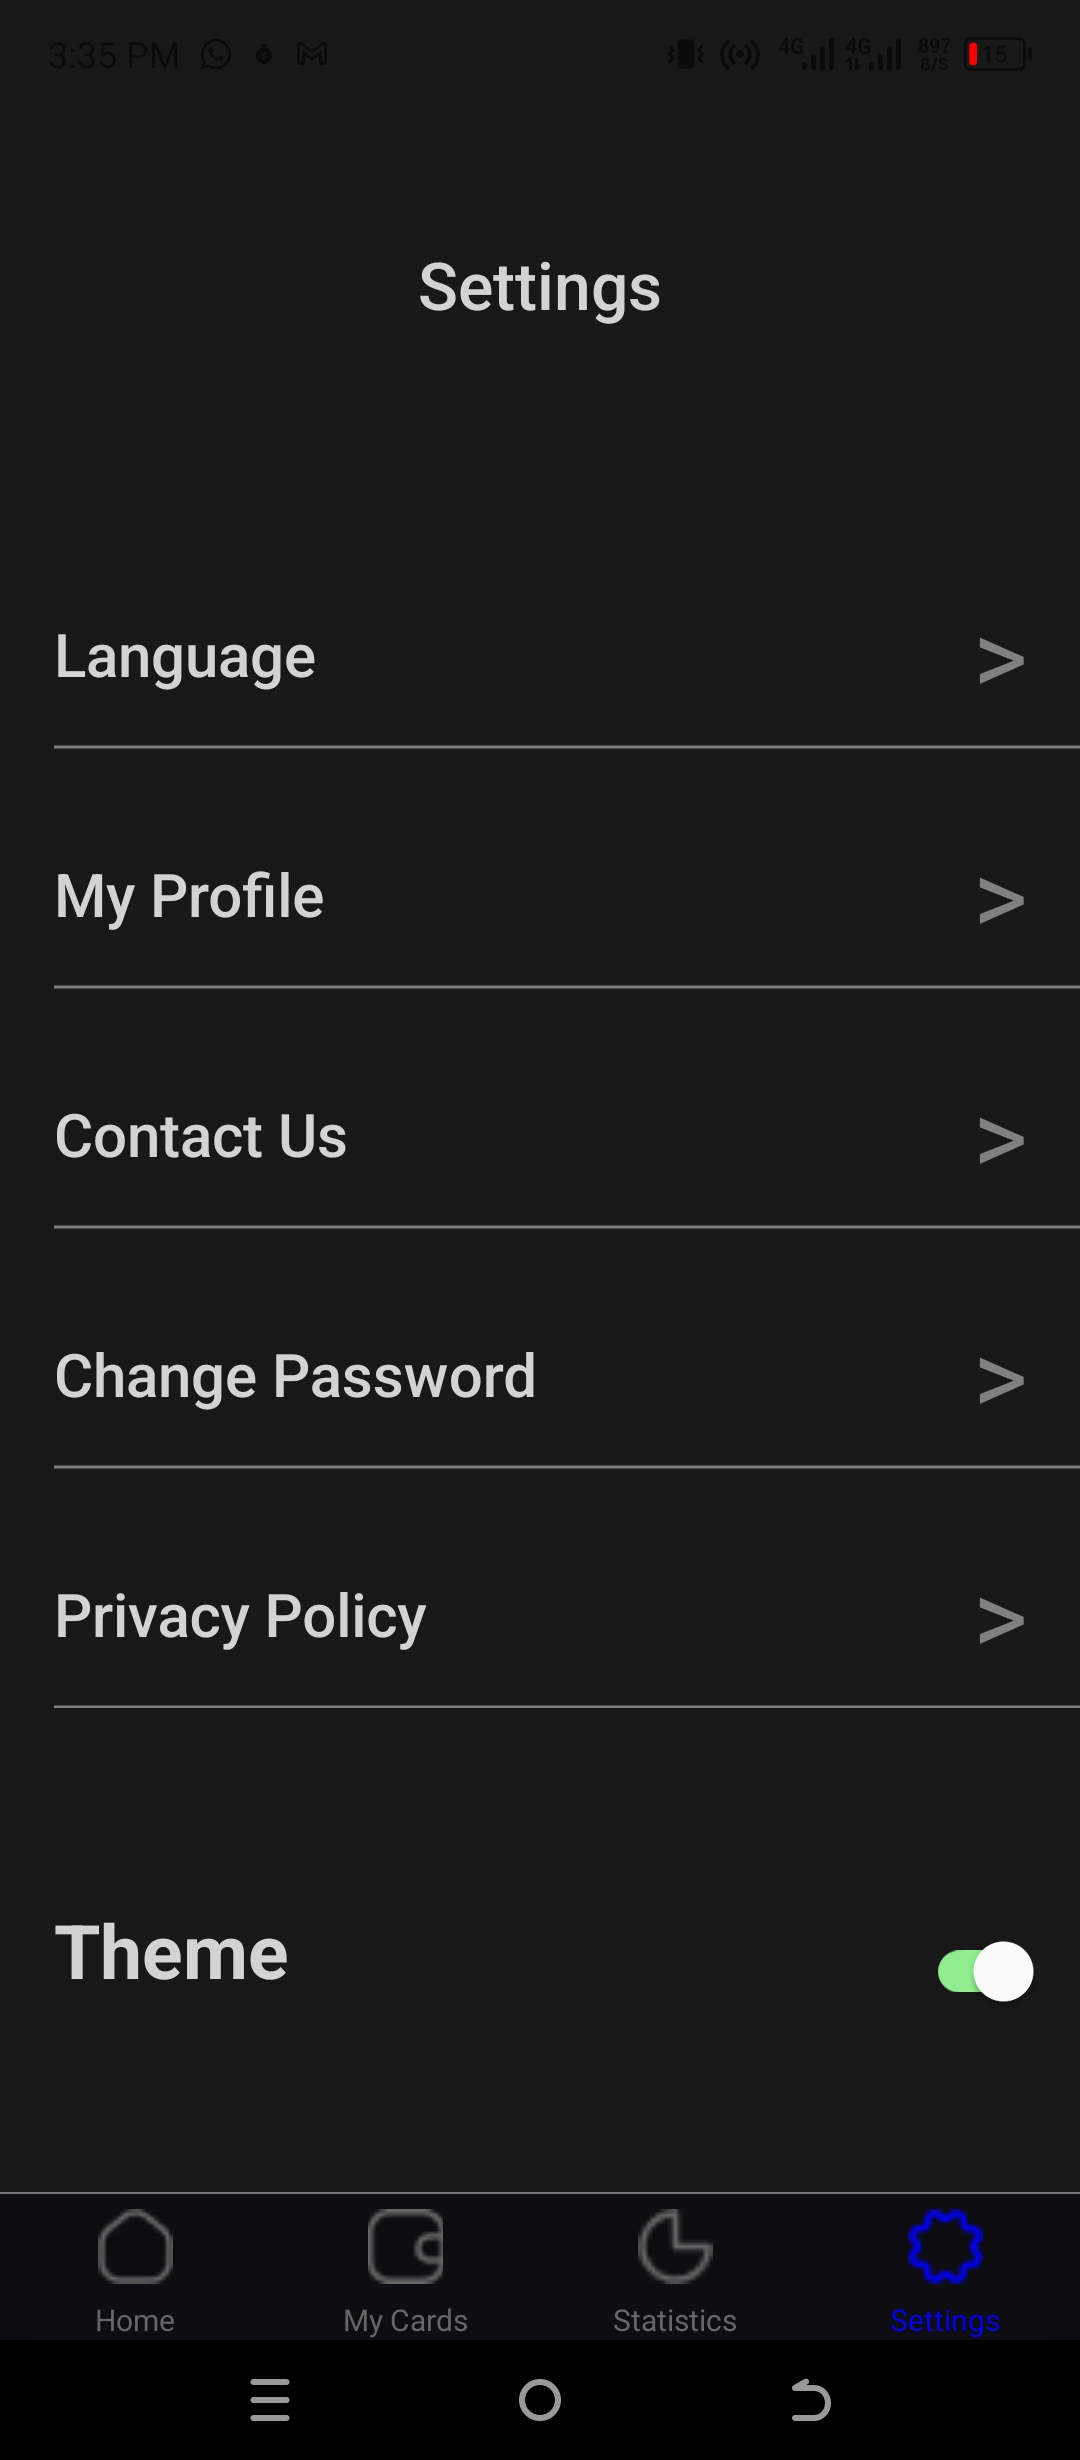 3:35 PM 4G 4G 897 B/S 15
Settings
Language >
My Profile >
Contact Us >
Change Password >
Privacy Policy >
Theme
Home My Cards Statistics Settings